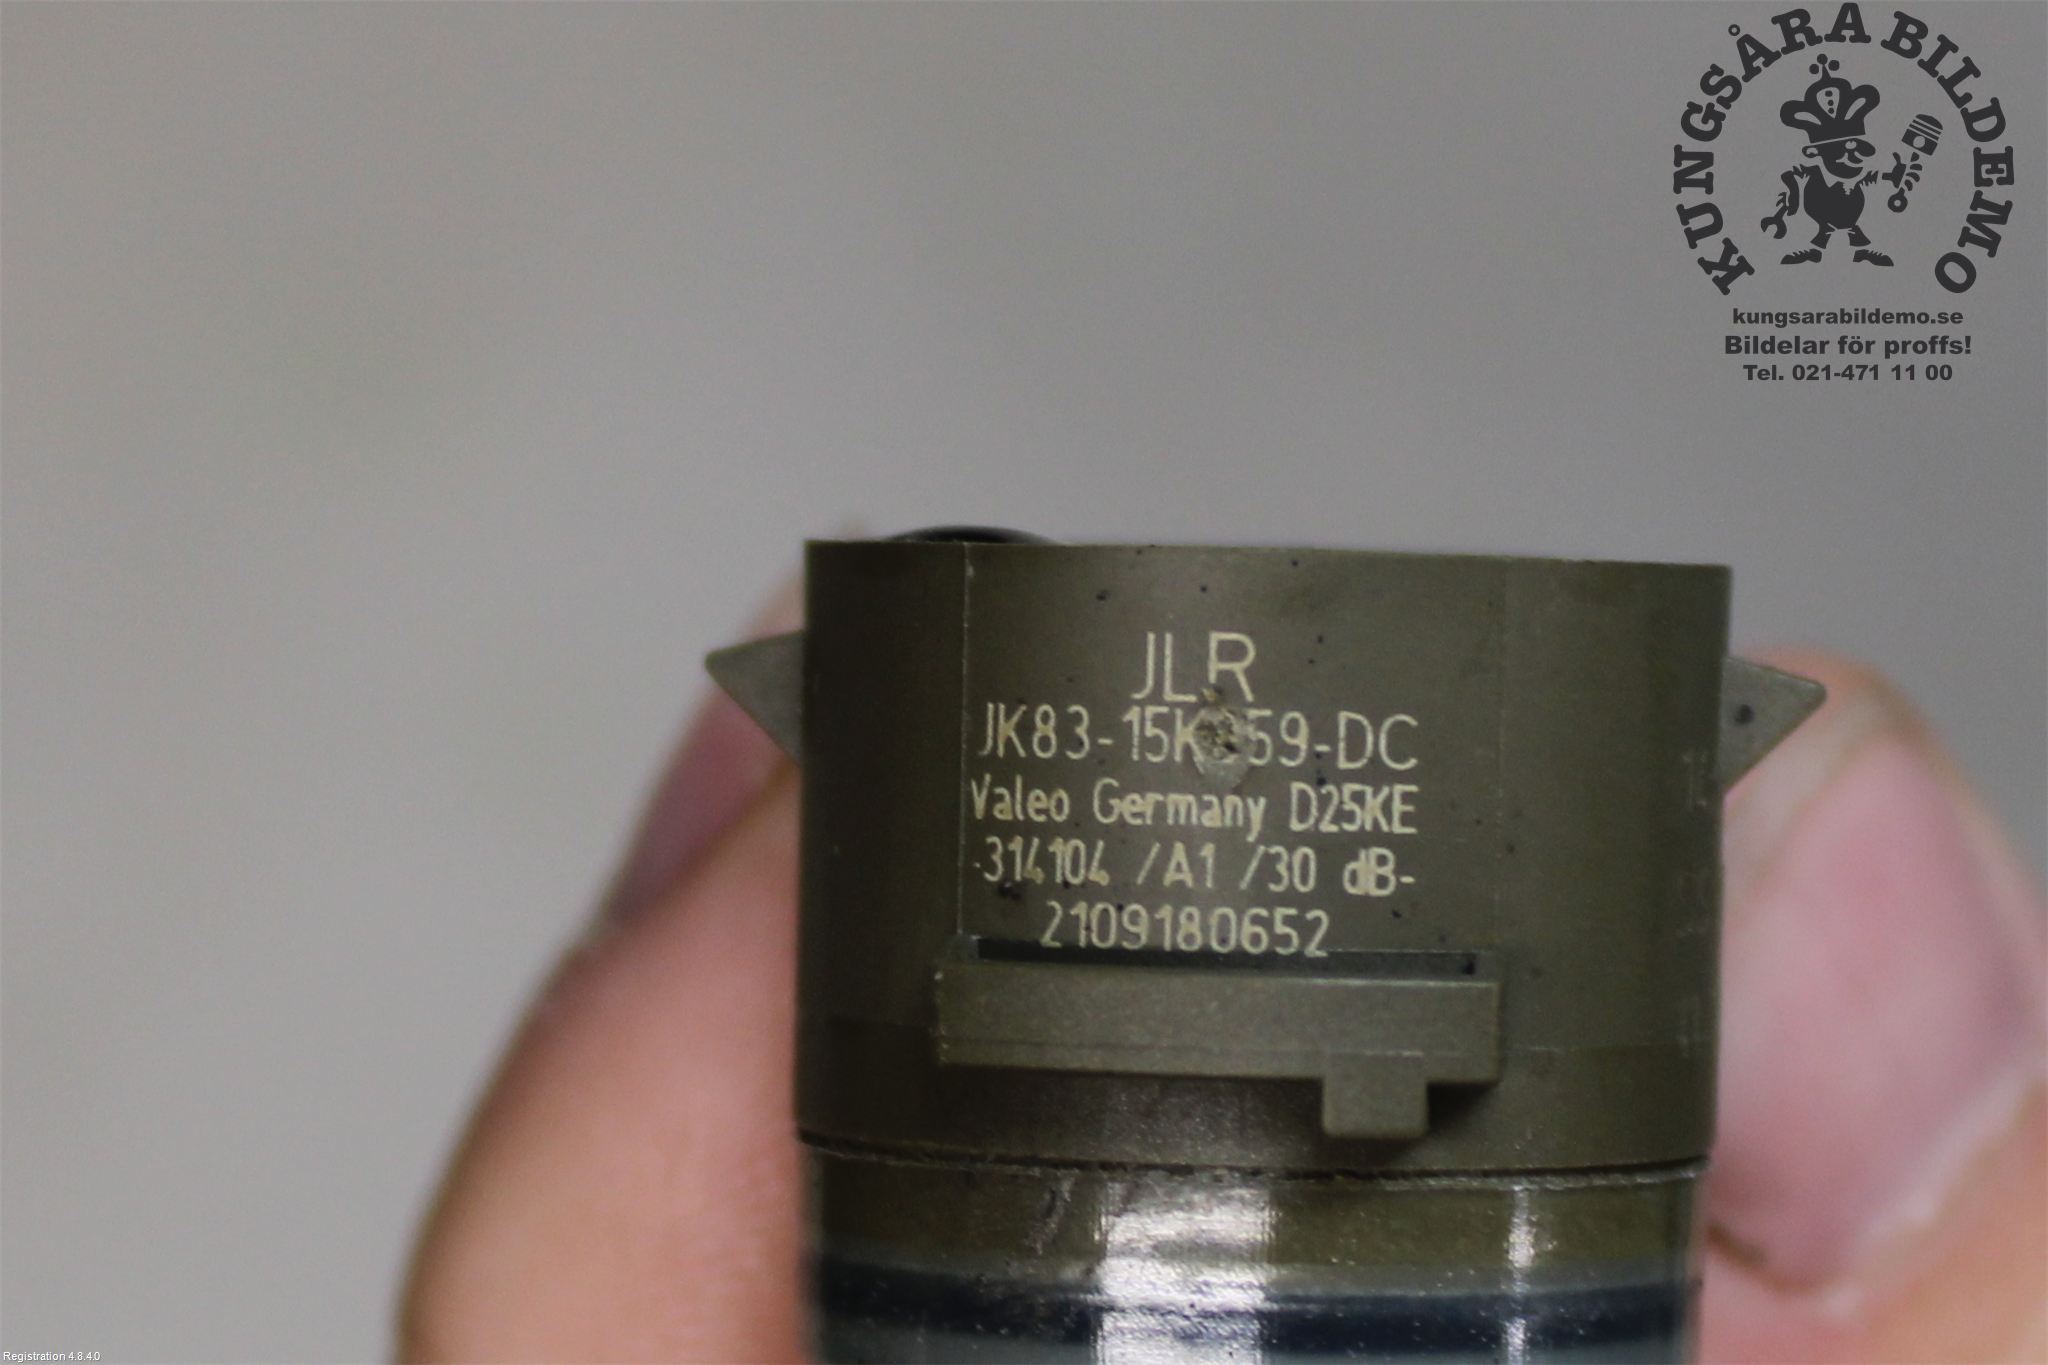 KUNGSÅRA BILDEMO
kungsarabildemo.se
Bildelar för proffs!
Tel. 021-471 11 00
JLR
Valeo Germany D25KE
-314104 /A1 /30 dB-
2109180652
Registration 4.8.4.0